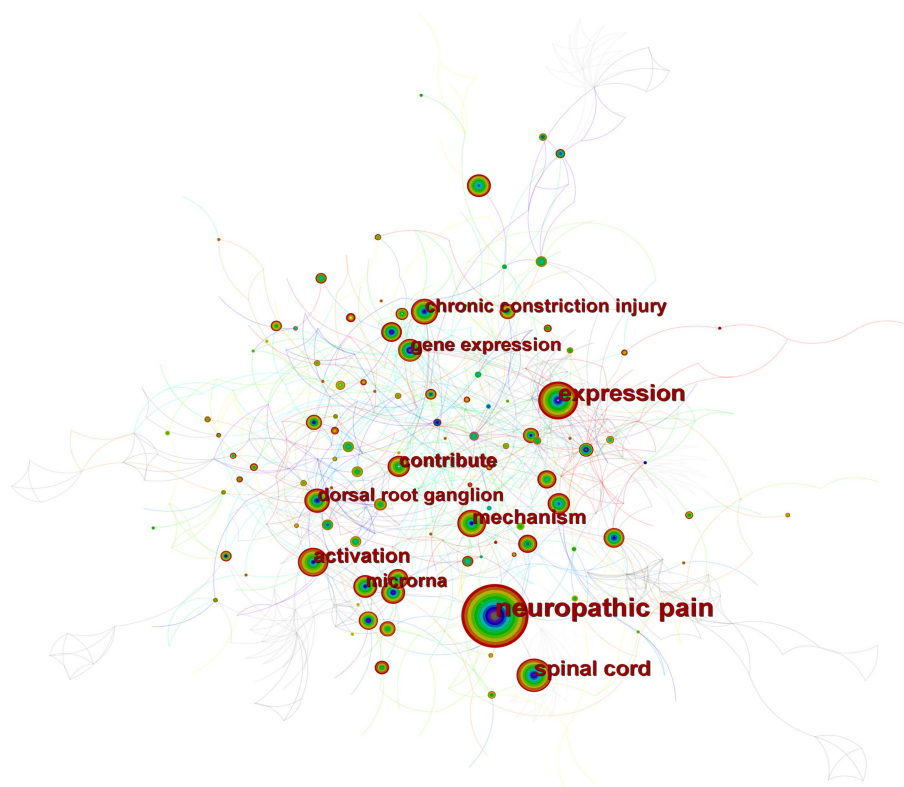 chronic constriction injury
gene expression
expression
contribute
dorsal root ganglion
mechanism
activation
microrna
neuropathic pain
spinal cord